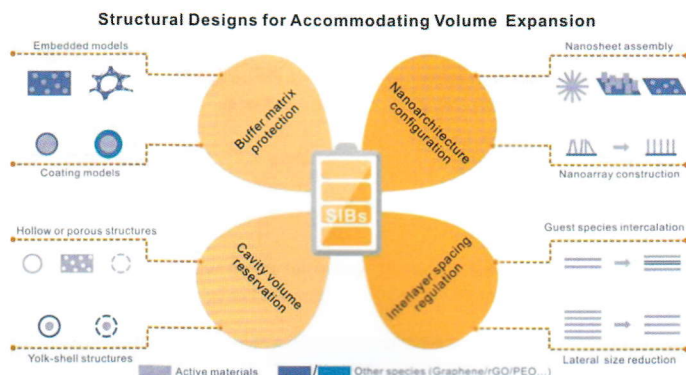 Structural Designs for Accommodating Volume Expansion
Embedded models
Nanosheet assembly
Buffer matrix
protection
Nanoarchitecture
configuration
Coating models
Nanoarray construction
SIBs
Hollow or porous structures
Guest species intercalation
Cavity volume
reservation
Interlayer spacing
regulation
Yolk-shell structures
Lateral size reduction
Active materials
/
Other species (Graphene/rGO/PEO...)